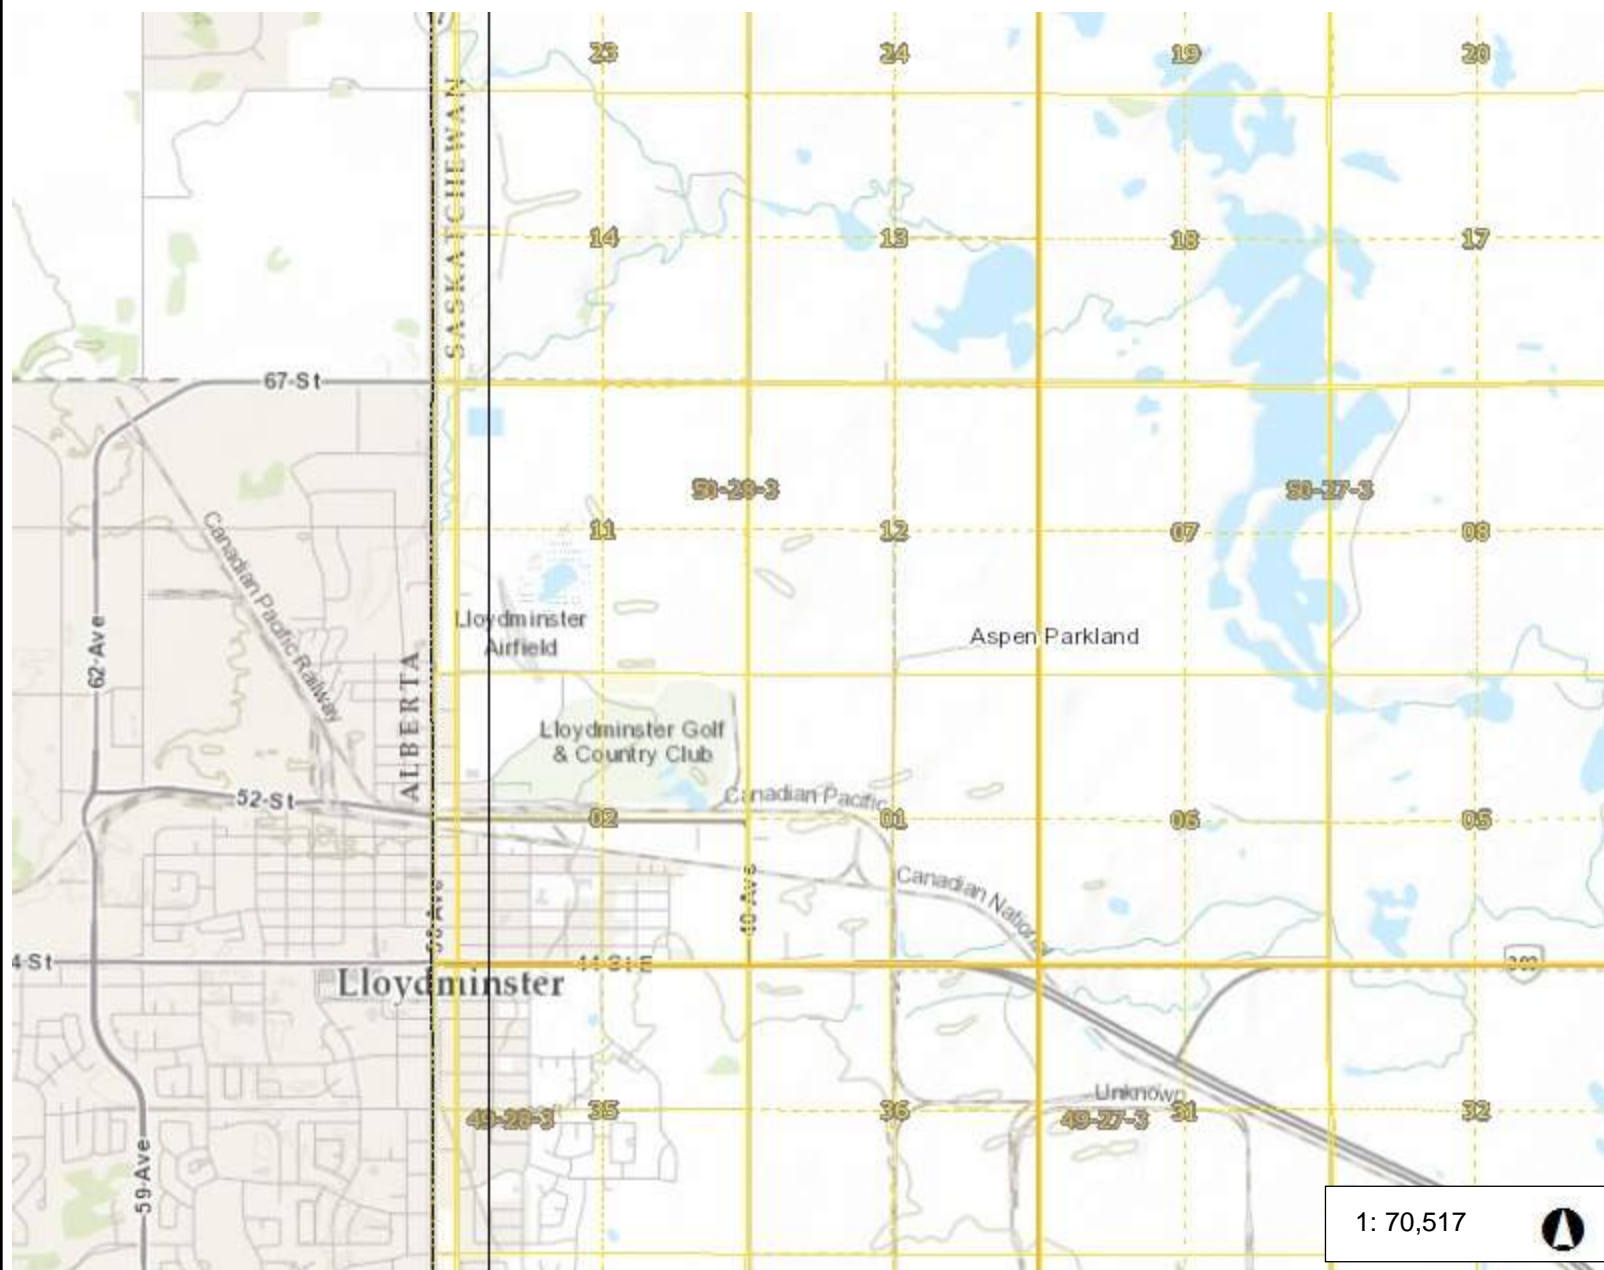 23
24
19
20
SASKATCHEWAN
14
13
18
17
67-St
50-28-3
50-27-3
Canadian Pacific Railway
11
12
07
08
62-Ave
Lloydminster
Airfield
Aspen Parkland
ALBERTA
Lloydminster Golf
& Country Club
52-St
Canadian Pacific
02
01
06
05
50 Ave
40 Ave
Canadian National
4-St
Lloydminster
Unknown
49-28-3
35
36
49-27-3
31
32
59-Ave
1: 70,517